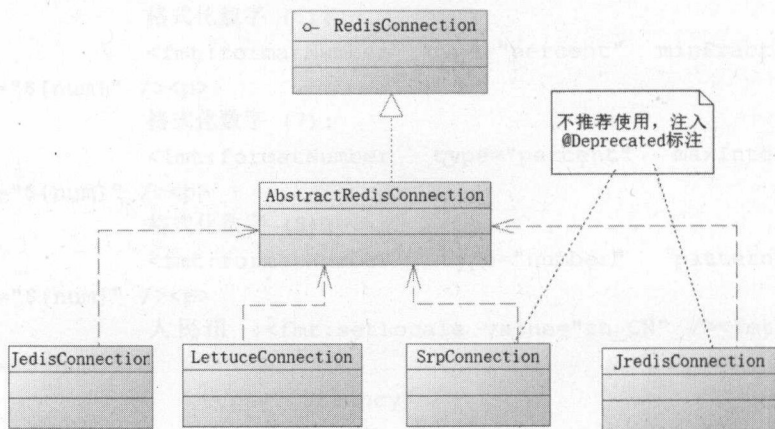 RedisConnection
不推荐使用，注入
@Deprecated标注
AbstractRedisConnection
JedisConnection
LettuceConnection
SrpConnection
JredisConnection